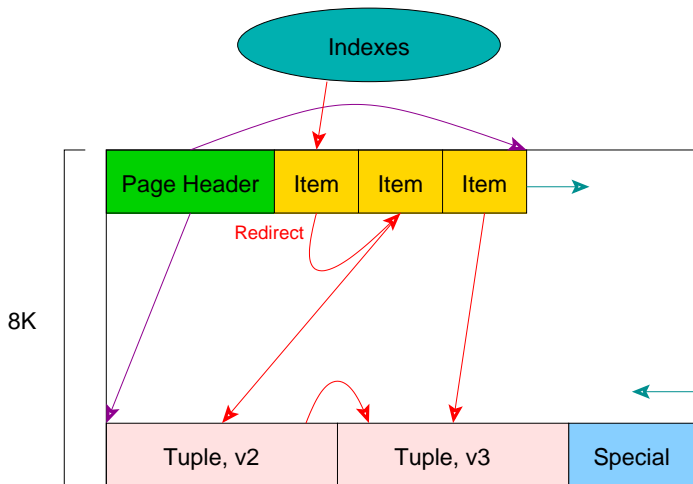 Indexes
Page Header Item Item Item
Redirect
8K
Tuple, v2 Tuple, v3 Special